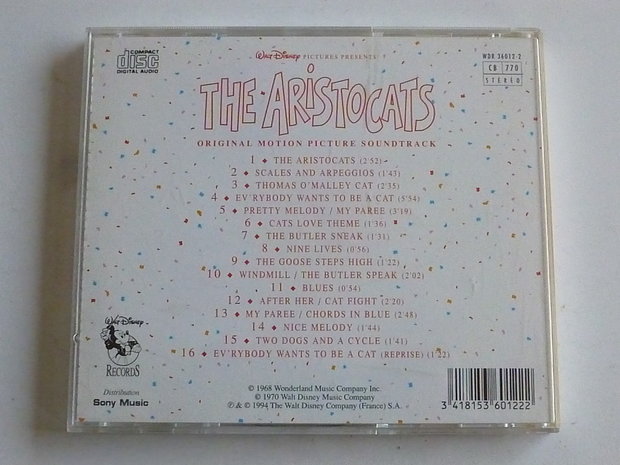 COMPACT
disc
DIGITAL AUDIO
Walt Disney PICTURES PRESENTS
WDR 36012 2
CB 770
STEREO
THE ARISTOCATS
ORIGINAL MOTION PICTURE SOUNDTRACK
1 ◆ THE ARISTOCATS (2'52)
2 ◆ SCALES AND ARPEGGIOS (1'43)
3 ◆ THOMAS O'MALLEY CAT (2'35)
4 ◆ EV'RYBODY WANTS TO BE A CAT (5'54)
5 ◆ PRETTY MELODY / MY PAREE (3'19)
6 ◆ CATS LOVE THEME (1'36)
7 ◆ THE BUTLER SNEAK (1'31)
8 ◆ NINE LIVES (0'56)
9 ◆ THE GOOSE STEPS HIGH (1'22)
10 ◆ WINDMILL / THE BUTLER SPEAK (2'02)
11 ◆ BLUES (0'54)
12 ◆ AFTER HER / CAT FIGHT (2'20)
13 ◆ MY PAREE / CHORDS IN BLUE (2'48)
14 ◆ NICE MELODY (1'44)
15 ◆ TWO DOGS AND A CYCLE (1'41)
16 ◆ EV'RYBODY WANTS TO BE A CAT (REPRISE) (1'22)
Walt Disney
RECORDS
Distribution
Sony Music
© 1968 Wonderland Music Company Inc.
© 1970 Walt Disney Music Company
℗ & © 1994 The Walt Disney Company (France) S.A.
3 418153 601222